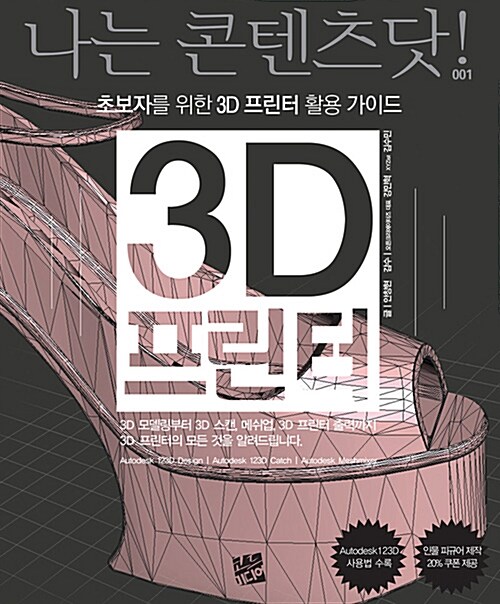 나는 콘텐츠닷!
001
초보자를 위한 3D 프린터 활용 가이드
3D
프린터
3D 모델링부터 3D 스캔, 메쉬업, 3D 프린터 출력까지
3D 프린터의 모든 것을 알려드립니다.
Autodesk 123D Design | Autodesk 123D Catch | Autodesk Meshmixer
Autodesk123D
사용법 수록
인물 피규어 제작
20% 쿠폰 제공